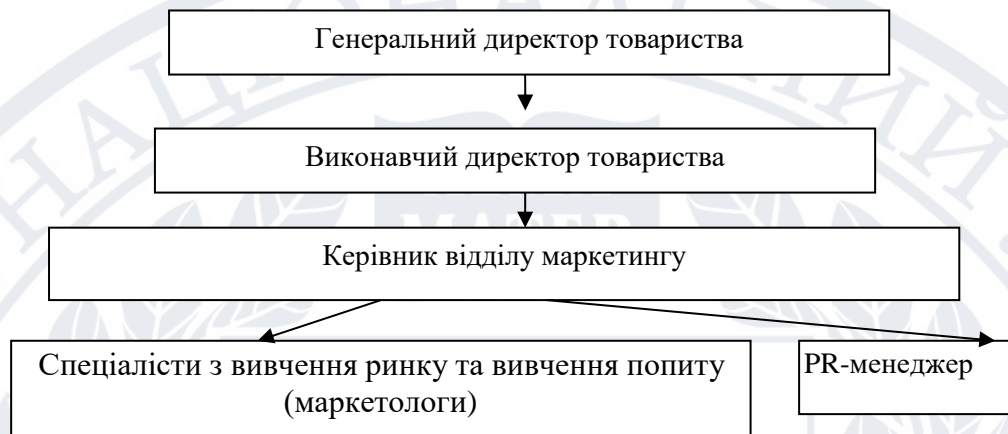 Генеральний директор товариства
Виконавчий директор товариства
Керівник відділу маркетингу
Спеціалісти з вивчення ринку та вивчення попиту
(маркетологи)
PR-менеджер